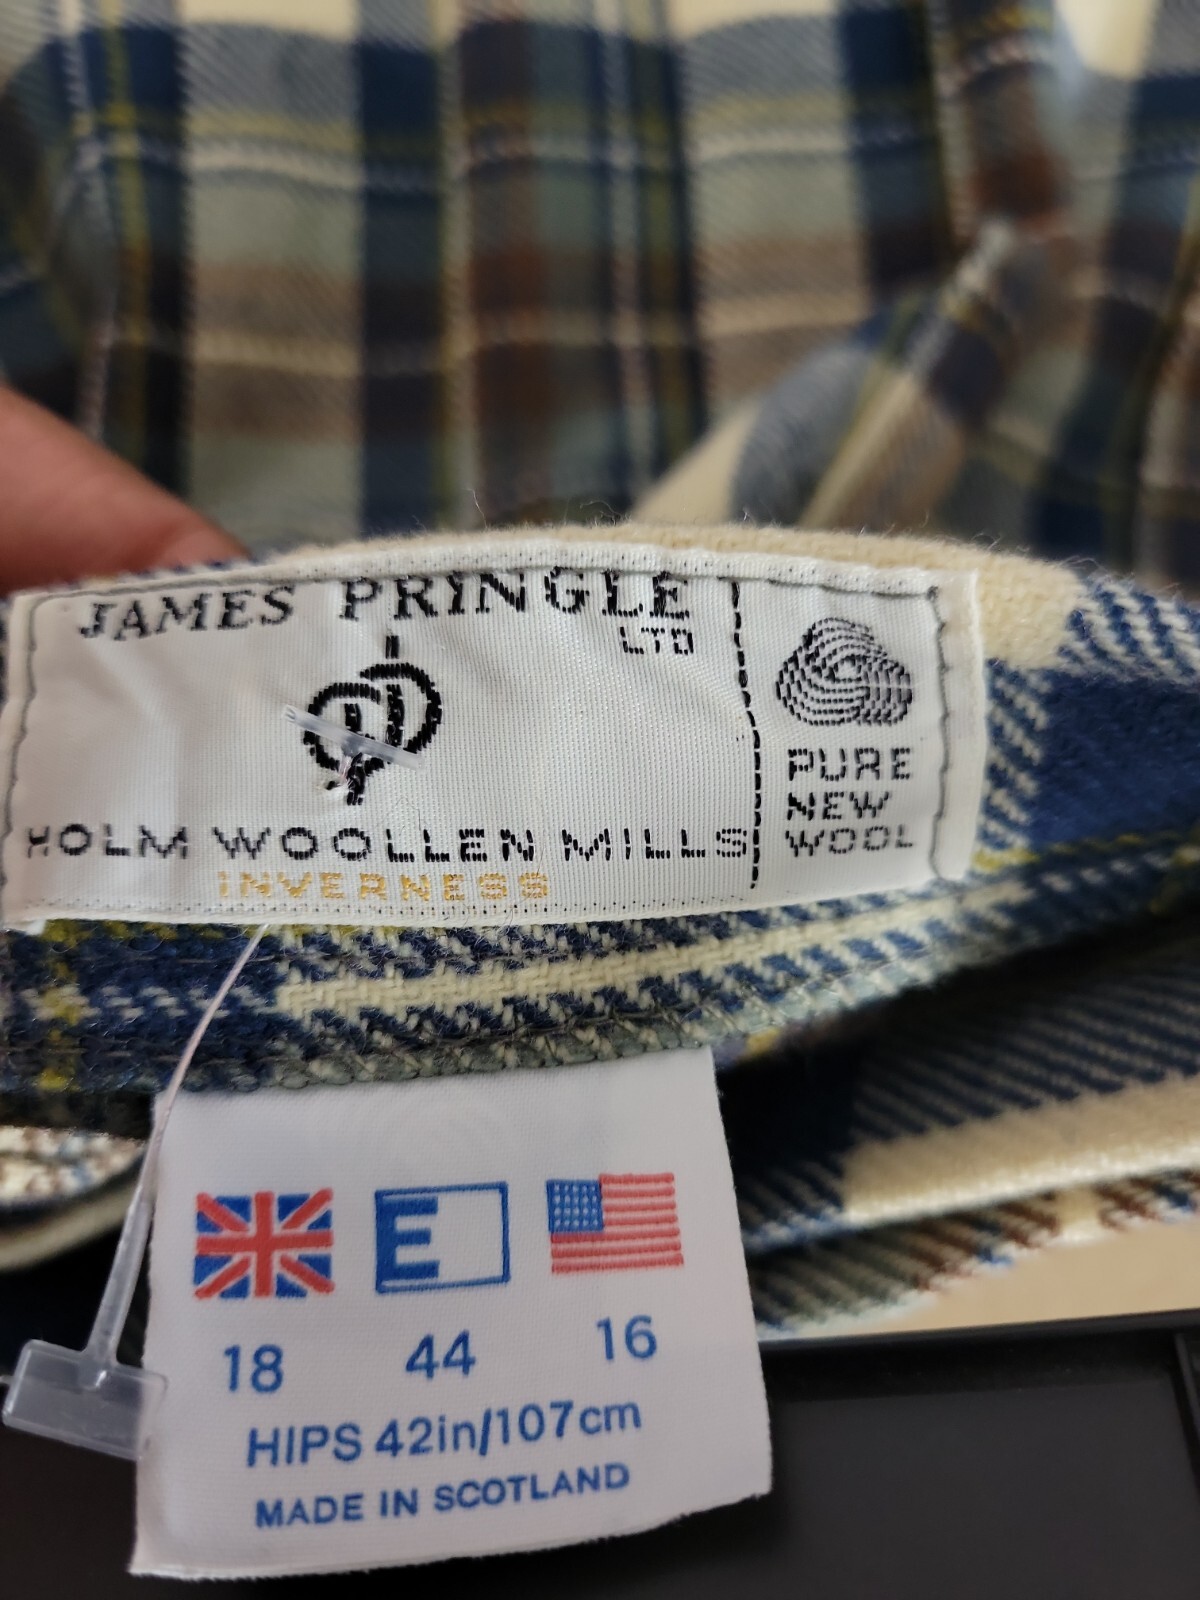 JAMES PRINGLE
LTD
HOLM WOOLLEN MILLS
INVERNESS
PURE
NEW
WOOL
E
18 44 16
HIPS 42in/107cm
MADE IN SCOTLAND